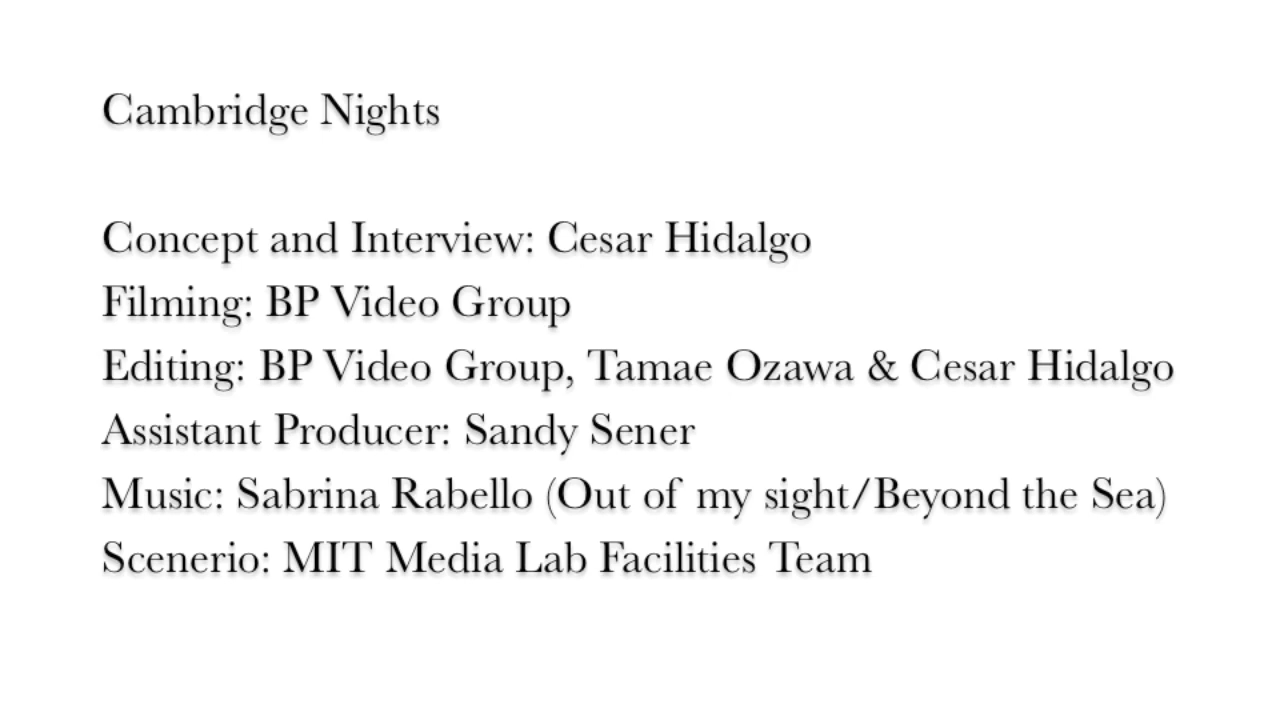 Cambridge Nights
Concept and Interview: Cesar Hidalgo
Filming: BP Video Group
Editing: BP Video Group, Tamae Ozawa & Cesar Hidalgo
Assistant Producer: Sandy Sener
Music: Sabrina Rabello (Out of my sight/Beyond the Sea)
Scenerio: MIT Media Lab Facilities Team